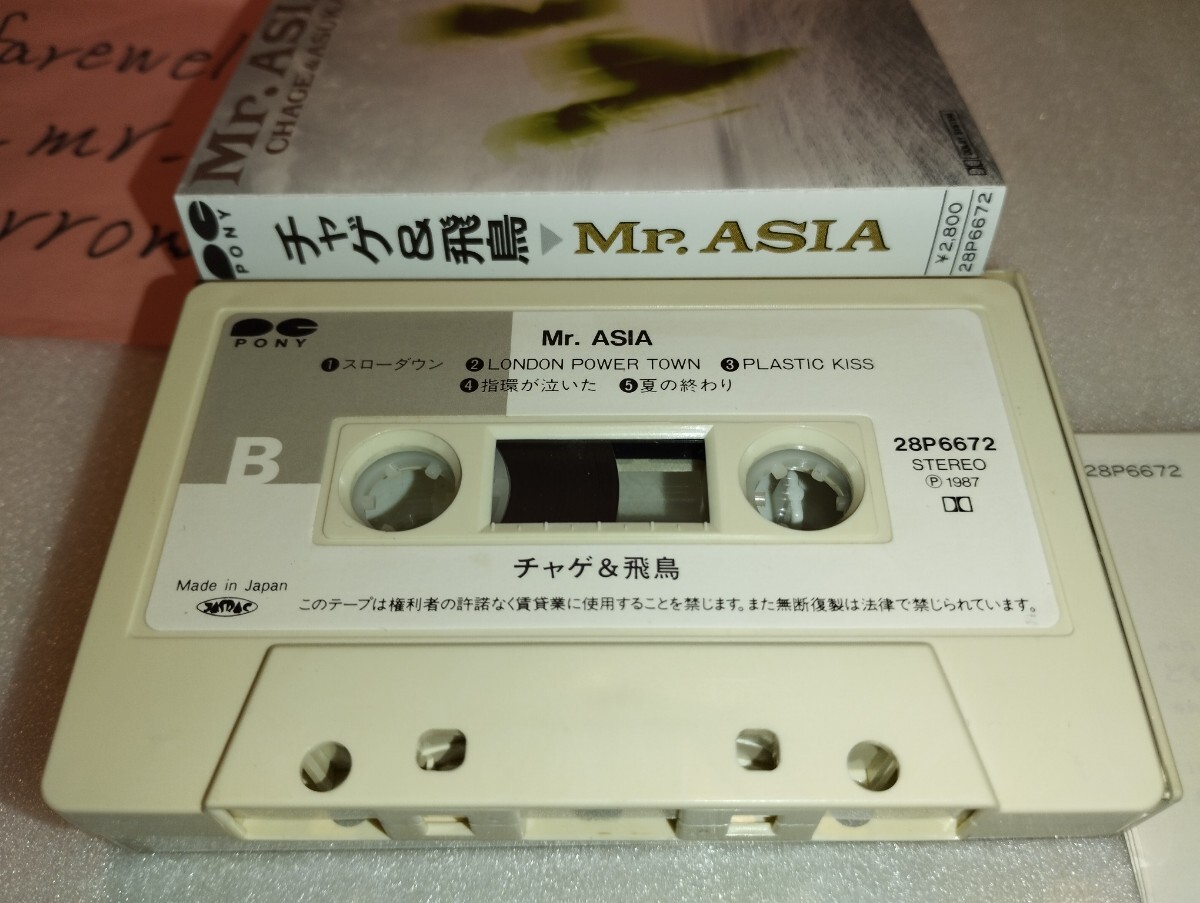 farewel
-mr_
rrow
Mr. ASI
CHAGE&ASUKA
PONY
チャゲ&飛鳥
Mr. ASIA
¥2,800
28P6672
PONY
Mr. ASIA
❶スローダウン ❷LONDON POWER TOWN ❸PLASTIC KISS
❹指環が泣いた ❺夏の終わり
B
28P6672
STEREO
Ⓟ 1987
チャゲ&飛鳥
Made in Japan
このテープは権利者の許諾なく賃貸業に使用することを禁じます。また無断復製は法律で禁じられています。
28P6672